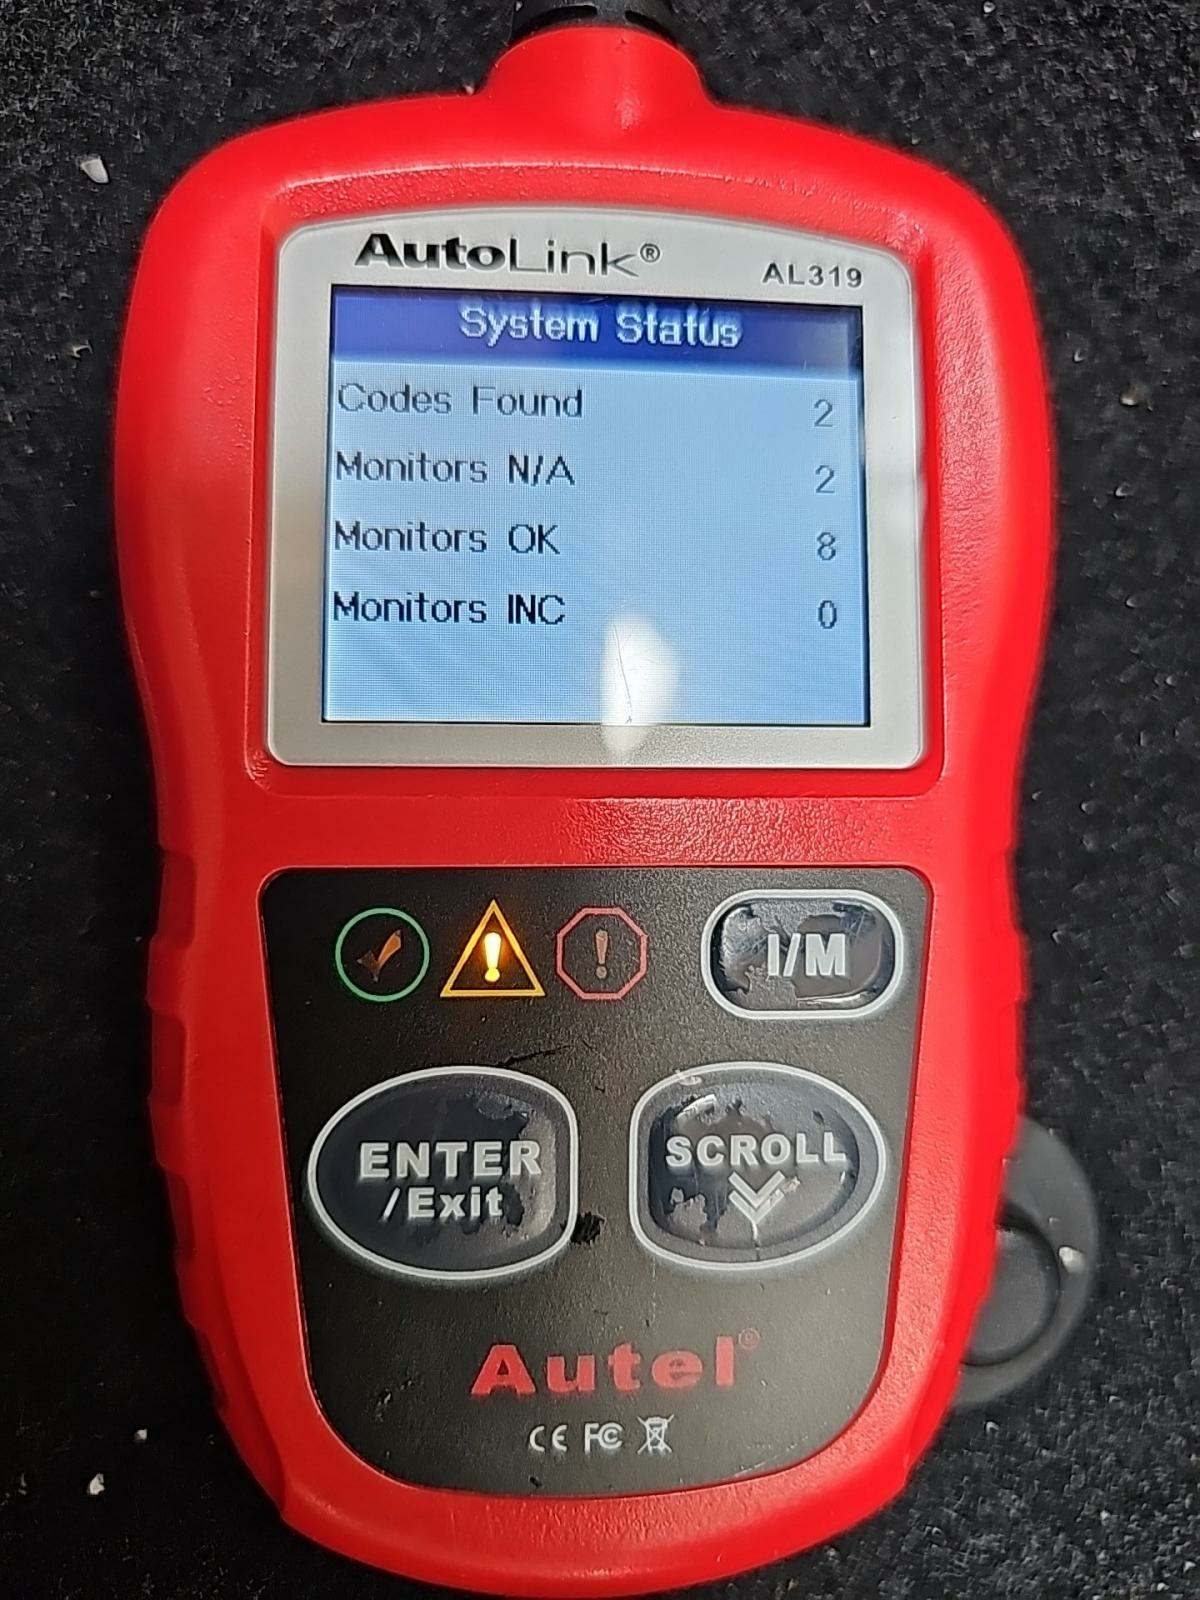 AutoLink®
AL319
System Status
Codes Found 2
Monitors N/A 2
Monitors OK 8
Monitors INC 0
I/M
ENTER
/Exit
SCROLL
Autel®
CE FC